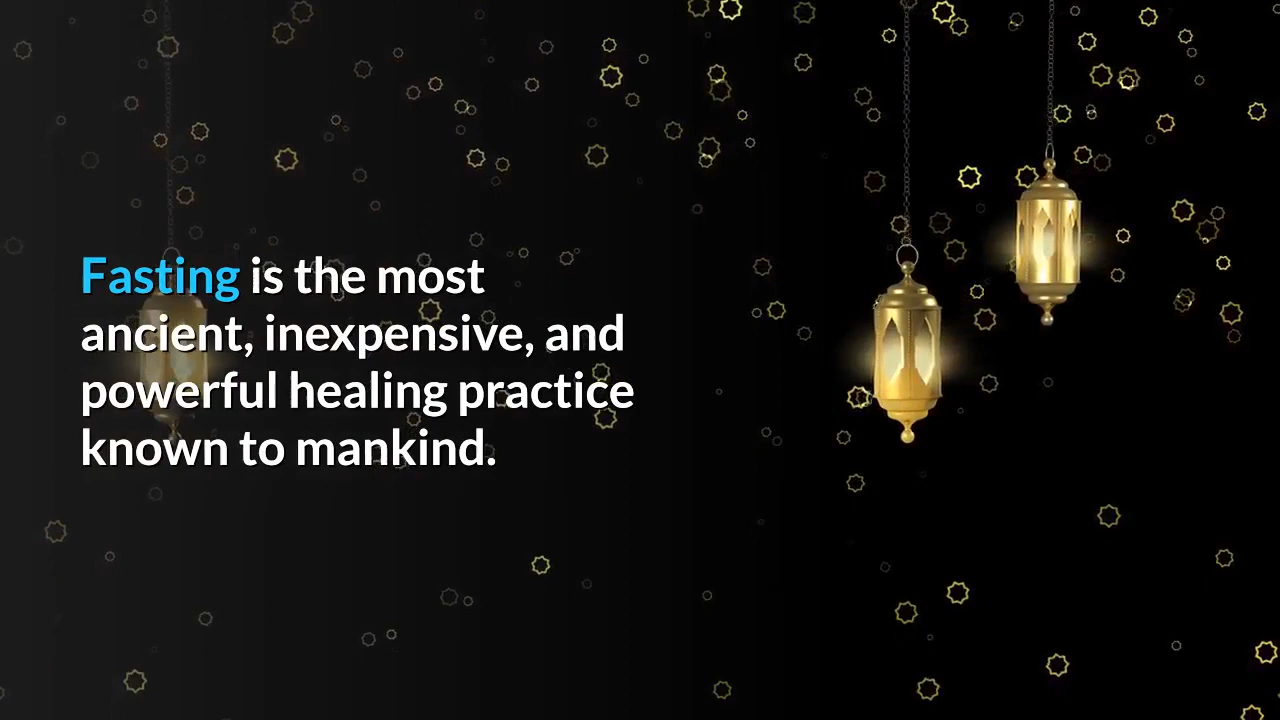 Fasting is the most
ancient, inexpensive, and
powerful healing practice
known to mankind.